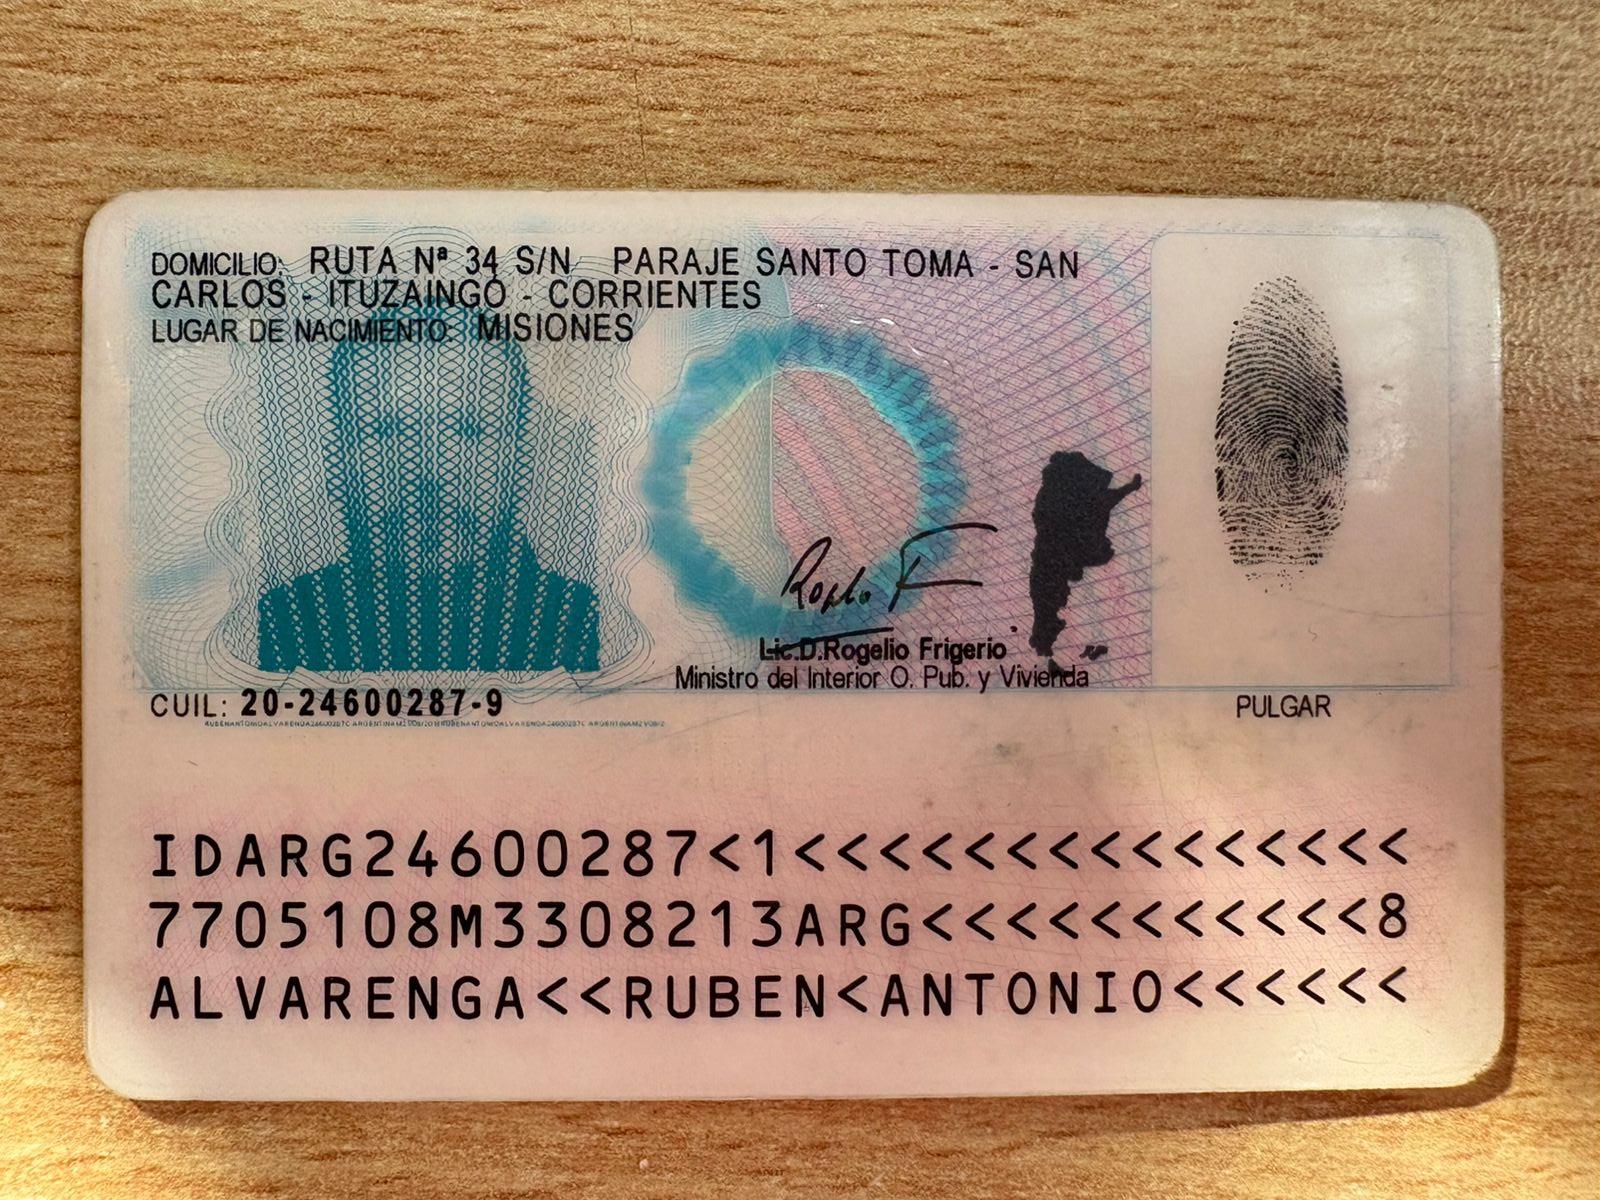 DOMICILIO: RUTA Nª 34 S/N PARAJE SANTO TOMA - SAN
CARLOS - ITUZAINGÓ - CORRIENTES
LUGAR DE NACIMIENTO: MISIONES
Lic.D.Rogelio Frigerio
Ministro del Interior O. Pub. y Vivienda
CUIL: 20-24600287-9
PULGAR
IDARG24600287<1<<<<<<<<<<<<<<<
7705108M3308213ARG<<<<<<<<<<<8
ALVARENGA<<RUBEN<ANTONIO<<<<<<